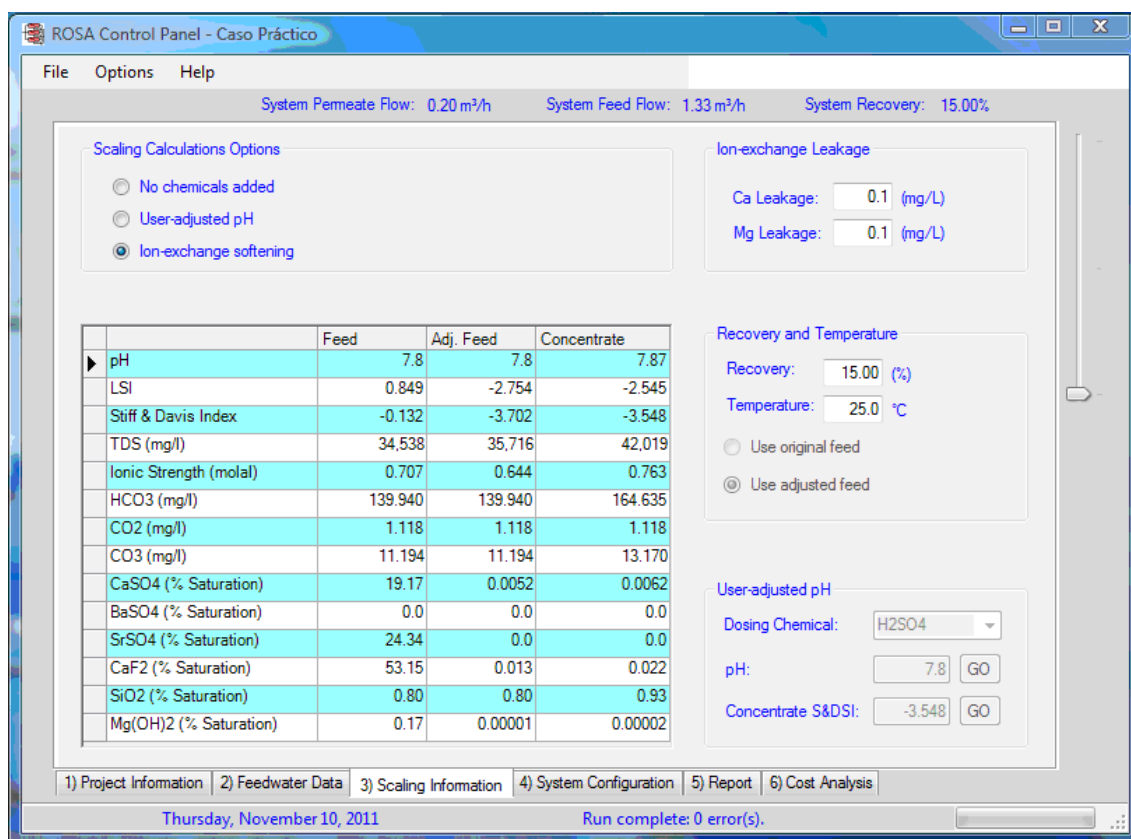 ROSA Control Panel - Caso Práctico
File Options Help
System Permeate Flow: 0.20 m³/h System Feed Flow: 1.33 m³/h System Recovery: 15.00%
Scaling Calculations Options
No chemicals added
User-adjusted pH
Ion-exchange softening
Ion-exchange Leakage
Ca Leakage: 0.1 (mg/L)
Mg Leakage: 0.1 (mg/L)
Feed Adj. Feed Concentrate
pH 7.8 7.8 7.87
LSI 0.849 -2.754 -2.545
Stiff & Davis Index -0.132 -3.702 -3.548
TDS (mg/l) 34,538 35,716 42,019
Ionic Strength (molal) 0.707 0.644 0.763
HCO3 (mg/l) 139.940 139.940 164.635
CO2 (mg/l) 1.118 1.118 1.118
CO3 (mg/l) 11.194 11.194 13.170
CaSO4 (% Saturation) 19.17 0.0052 0.0062
BaSO4 (% Saturation) 0.0 0.0 0.0
SrSO4 (% Saturation) 24.34 0.0 0.0
CaF2 (% Saturation) 53.15 0.013 0.022
SiO2 (% Saturation) 0.80 0.80 0.93
Mg(OH)2 (% Saturation) 0.17 0.00001 0.00002
Recovery and Temperature
Recovery: 15.00 (%)
Temperature: 25.0 °C
Use original feed
Use adjusted feed
User-adjusted pH
Dosing Chemical: H2SO4
pH: 7.8 GO
Concentrate S&DSI: -3.548 GO
1) Project Information 2) Feedwater Data 3) Scaling Information 4) System Configuration 5) Report 6) Cost Analysis
Thursday, November 10, 2011 Run complete: 0 error(s).